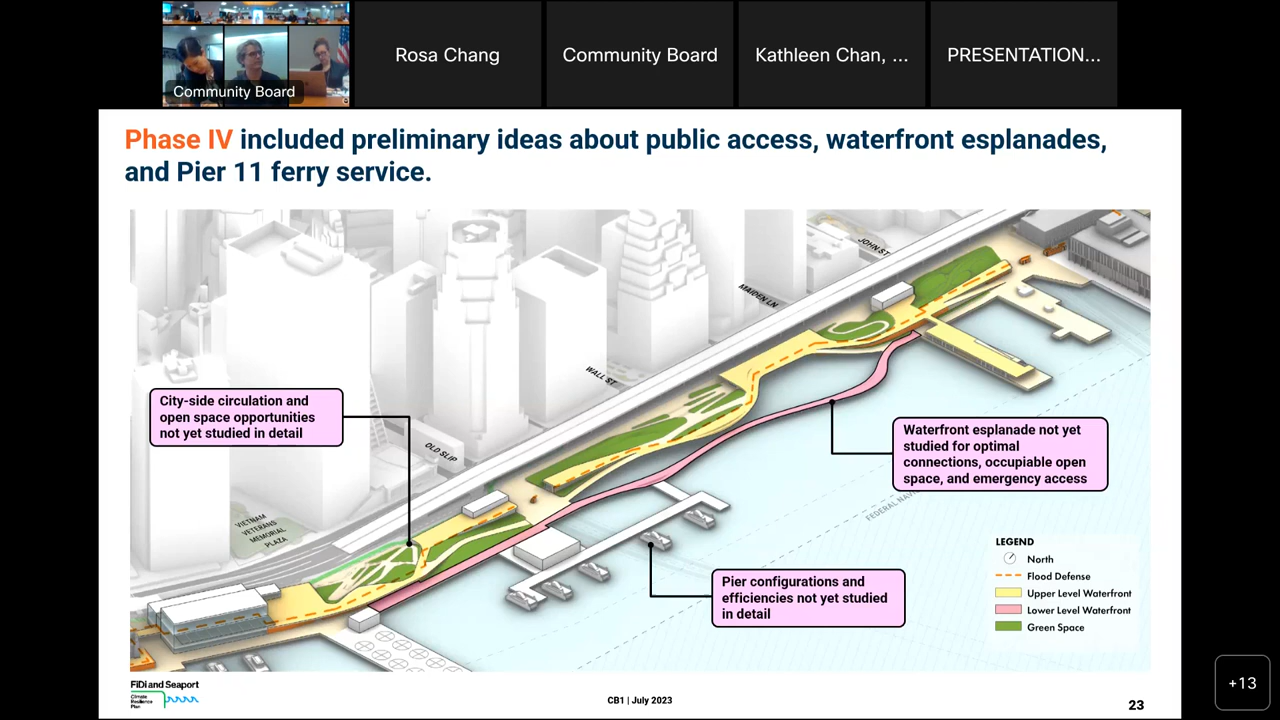 Rosa Chang
Community Board
Kathleen Chan, ...
PRESENTATION...
Community Board
Phase IV included preliminary ideas about public access, waterfront esplanades,
and Pier 11 ferry service.
JOHN ST
MAIDEN LN
WALL ST
City-side circulation and
open space opportunities
not yet studied in detail
OLD SLIP
Waterfront esplanade not yet
studied for optimal
connections, occupiable open
space, and emergency access
VIETNAM
VETERANS
MEMORIAL
PLAZA
Pier configurations and
efficiencies not yet studied
in detail
LEGEND
North
Flood Defense
Upper Level Waterfront
Lower Level Waterfront
Green Space
FiDi and Seaport
Climate
Resilience
Plan
CB1 | July 2023
23
+13